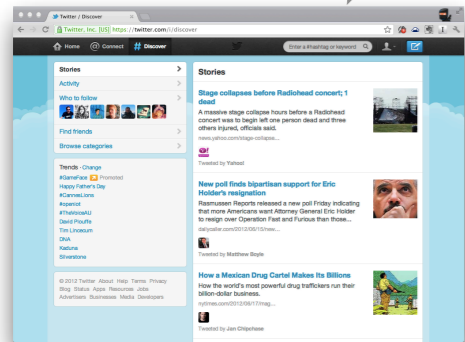 Twitter / Discover
Twitter, Inc. [US] https://twitter.com/i/discover
Home
Connect
Discover
Enter a #hashtag or keyword
Stories
Activity
Who to follow
Find friends
Browse categories
Trends · Change
#GameFace Promoted
Happy Father's Day
#CannesLions
#openiot
#TheVoiceAU
David Plouffe
Tim Lincecum
DNA
Kaduna
Silverstone
© 2012 Twitter About Help Terms Privacy
Blog Status Apps Resources Jobs
Advertisers Businesses Media Developers
Stories
Stage collapses before Radiohead concert; 1
dead
A massive stage collapse hours before a Radiohead
concert was to begin left one person dead and three
others injured, officials said.
news.yahoo.com/stage-collapse...
Tweeted by Yahoo!
New poll finds bipartisan support for Eric
Holder's resignation
Rasmussen Reports released a new poll Friday indicating
that more Americans want Attorney General Eric Holder
to resign over Operation Fast and Furious than those...
dailycaller.com/2012/06/15/new...
Tweeted by Matthew Boyle
How a Mexican Drug Cartel Makes Its Billions
How the world's most powerful drug traffickers run their
billion-dollar business.
nytimes.com/2012/06/17/mag...
Tweeted by Jan Chipchase